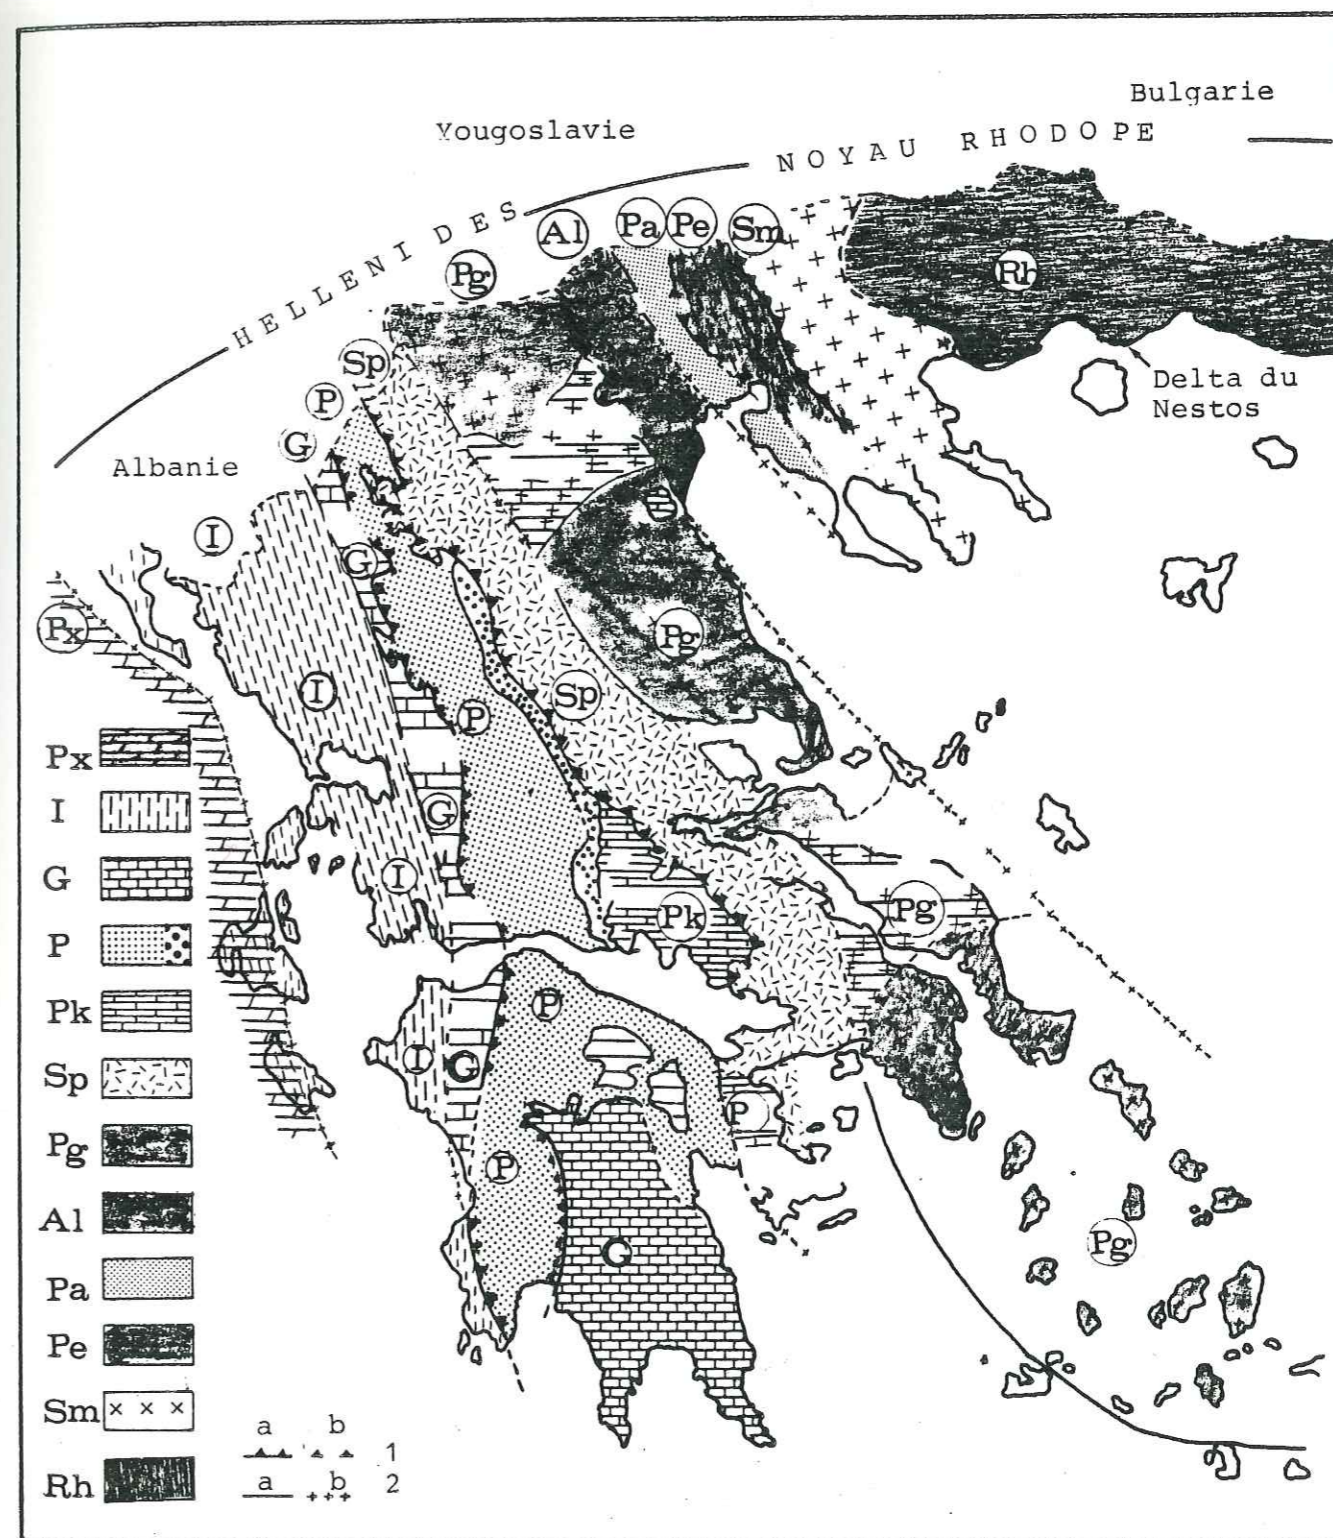 Bulgarie
Yougoslavie
NOYAU RHODOPE
HELLENIDES
Al
Pa
Pe
Sm
Pg
Rh
Sp
P
G
Delta du
Nestos
Albanie
I
G
Px
Pg
I
Sp
P
G
I
Pk
Pg
P
I
G
P
P
G
Pg
Px
I
G
P
Pk
Sp
Pg
Al
Pa
Pe
Sm
Rh
a b
1
a b 2